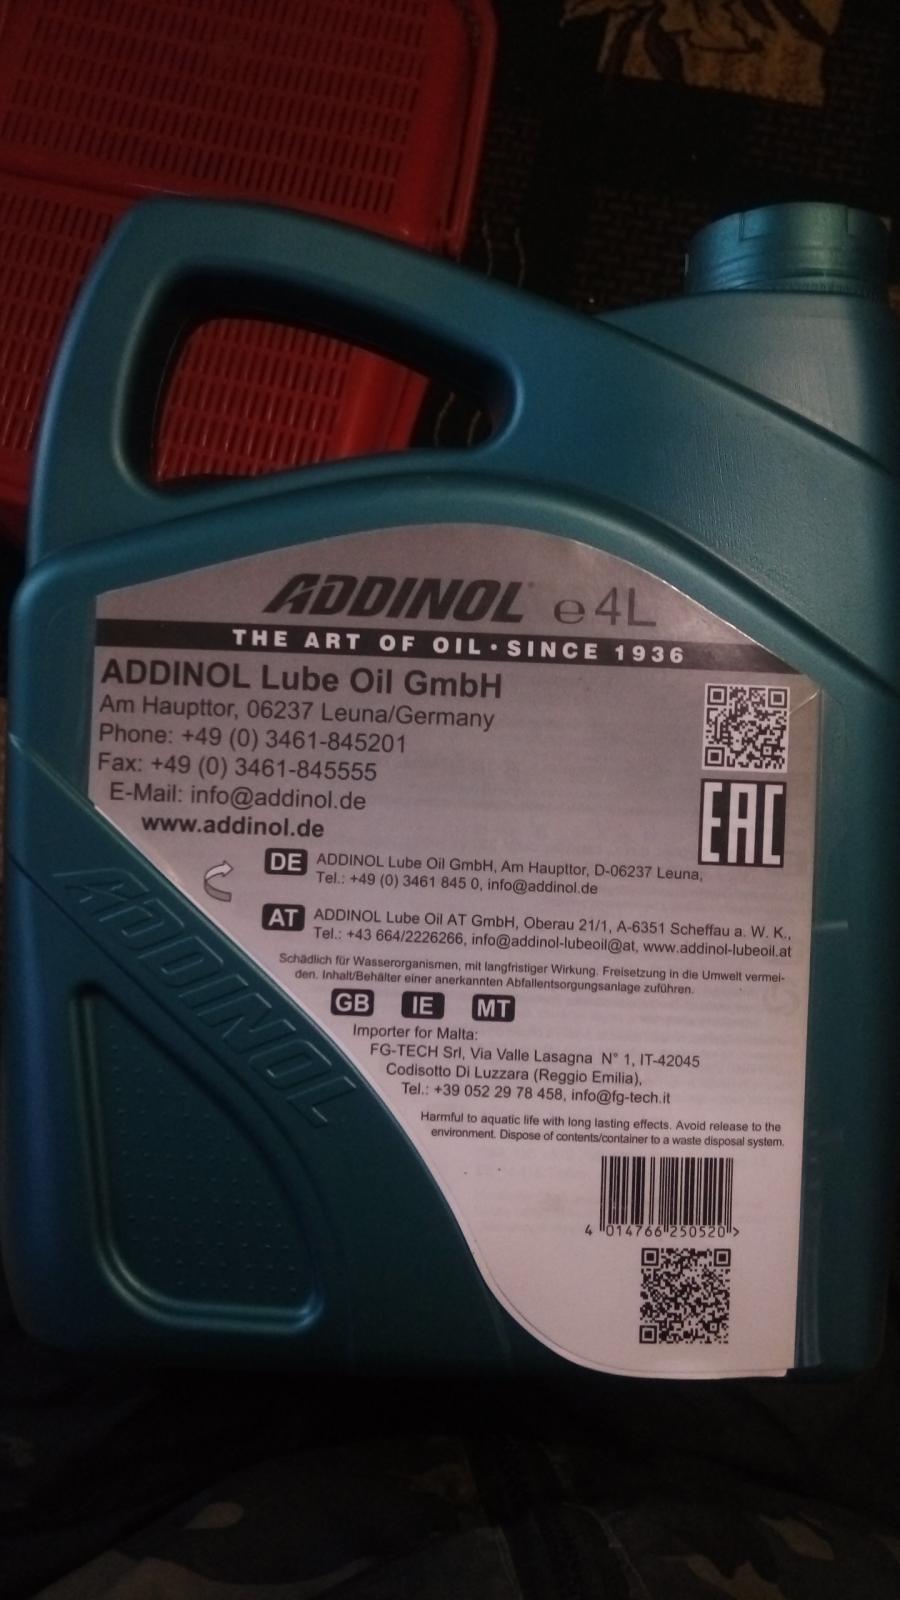 ADDINOL ℮ 4L
THE ART OF OIL • SINCE 1936
ADDINOL Lube Oil GmbH
Am Haupttor, 06237 Leuna/Germany
Phone: +49 (0) 3461-845201
Fax: +49 (0) 3461-845555
E-Mail: info@addinol.de
www.addinol.de
EAC
DE ADDINOL Lube Oil GmbH, Am Haupttor, D-06237 Leuna,
Tel.: +49 (0) 3461 845 0, info@addinol.de
AT ADDINOL Lube Oil AT GmbH, Oberau 21/1, A-6351 Scheffau a. W. K.,
Tel.: +43 664/2226266, info@addinol-lubeoil@at, www.addinol-lubeoil.at
Schädlich für Wasserorganismen, mit langfristiger Wirkung. Freisetzung in die Umwelt vermei-
den. Inhalt/Behälter einer anerkannten Abfallentsorgungsanlage zuführen.
GB IE MT
Importer for Malta:
FG-TECH Srl, Via Valle Lasagna N° 1, IT-42045
Codisotto Di Luzzara (Reggio Emilia),
Tel.: +39 052 29 78 458, info@fg-tech.it
Harmful to aquatic life with long lasting effects. Avoid release to the
environment. Dispose of contents/container to a waste disposal system.
4 014766 250520 >
ADDINOL